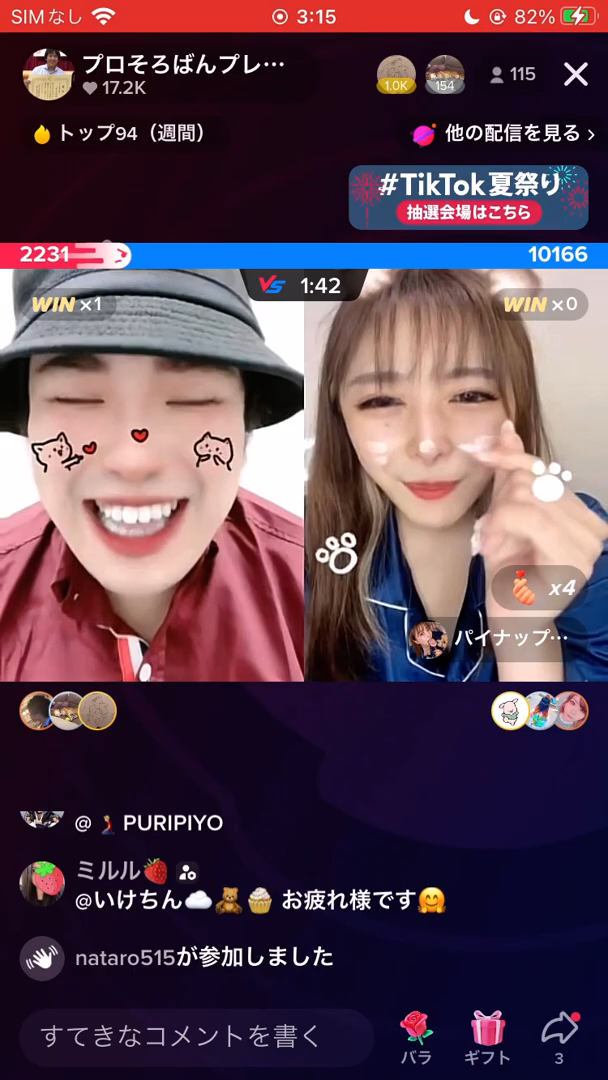 SIMなし
3:15
82%
プロそろばんプレ…
17.2K
1.0K
154
115
トップ94（週間）
他の配信を見る
#TikTok夏祭り
抽選会場はこちら
2231
10166
WIN x1
VS 1:42
WIN x0
x4
パイナップ…
@ PURIPIYO
ミルル🍓
@いけちん☁️🧸🧁 お疲れ様です🤗
nataro515が参加しました
すてきなコメントを書く
バラ
ギフト
3